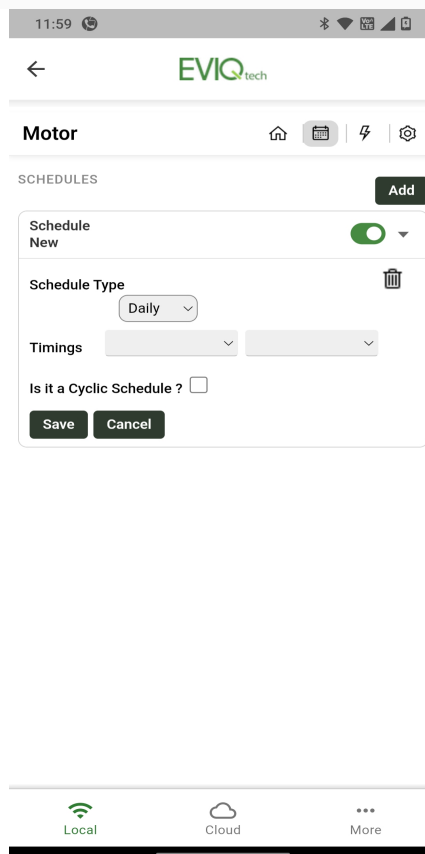 11:59
EVIQtech
Motor
SCHEDULES
Add
Schedule
New
Schedule Type
Daily
Timings
Is it a Cyclic Schedule ?
Save Cancel
Local Cloud More